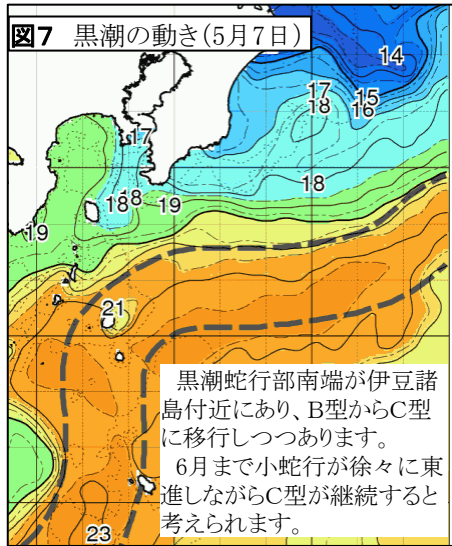 図7 黒潮の動き(5月7日)
14
17
18
15
16
17
18
18
18
19
19
21
黒潮蛇行部南端が伊豆諸
島付近にあり、B型からC型
に移行しつつあります。
6月まで小蛇行が徐々に東
進しながらC型が継続すると
考えられます。
23